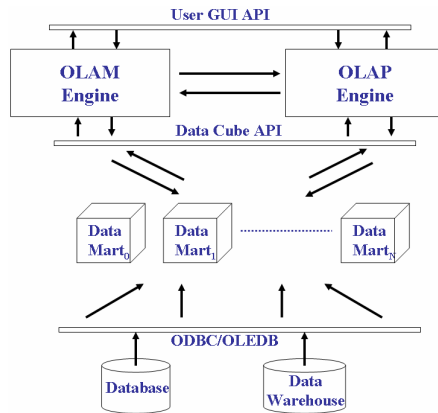 User GUI API
OLAM
Engine
OLAP
Engine
Data Cube API
Data
Mart0
Data
Mart1
Data
MartN
ODBC/OLEDB
Database
Data
Warehouse